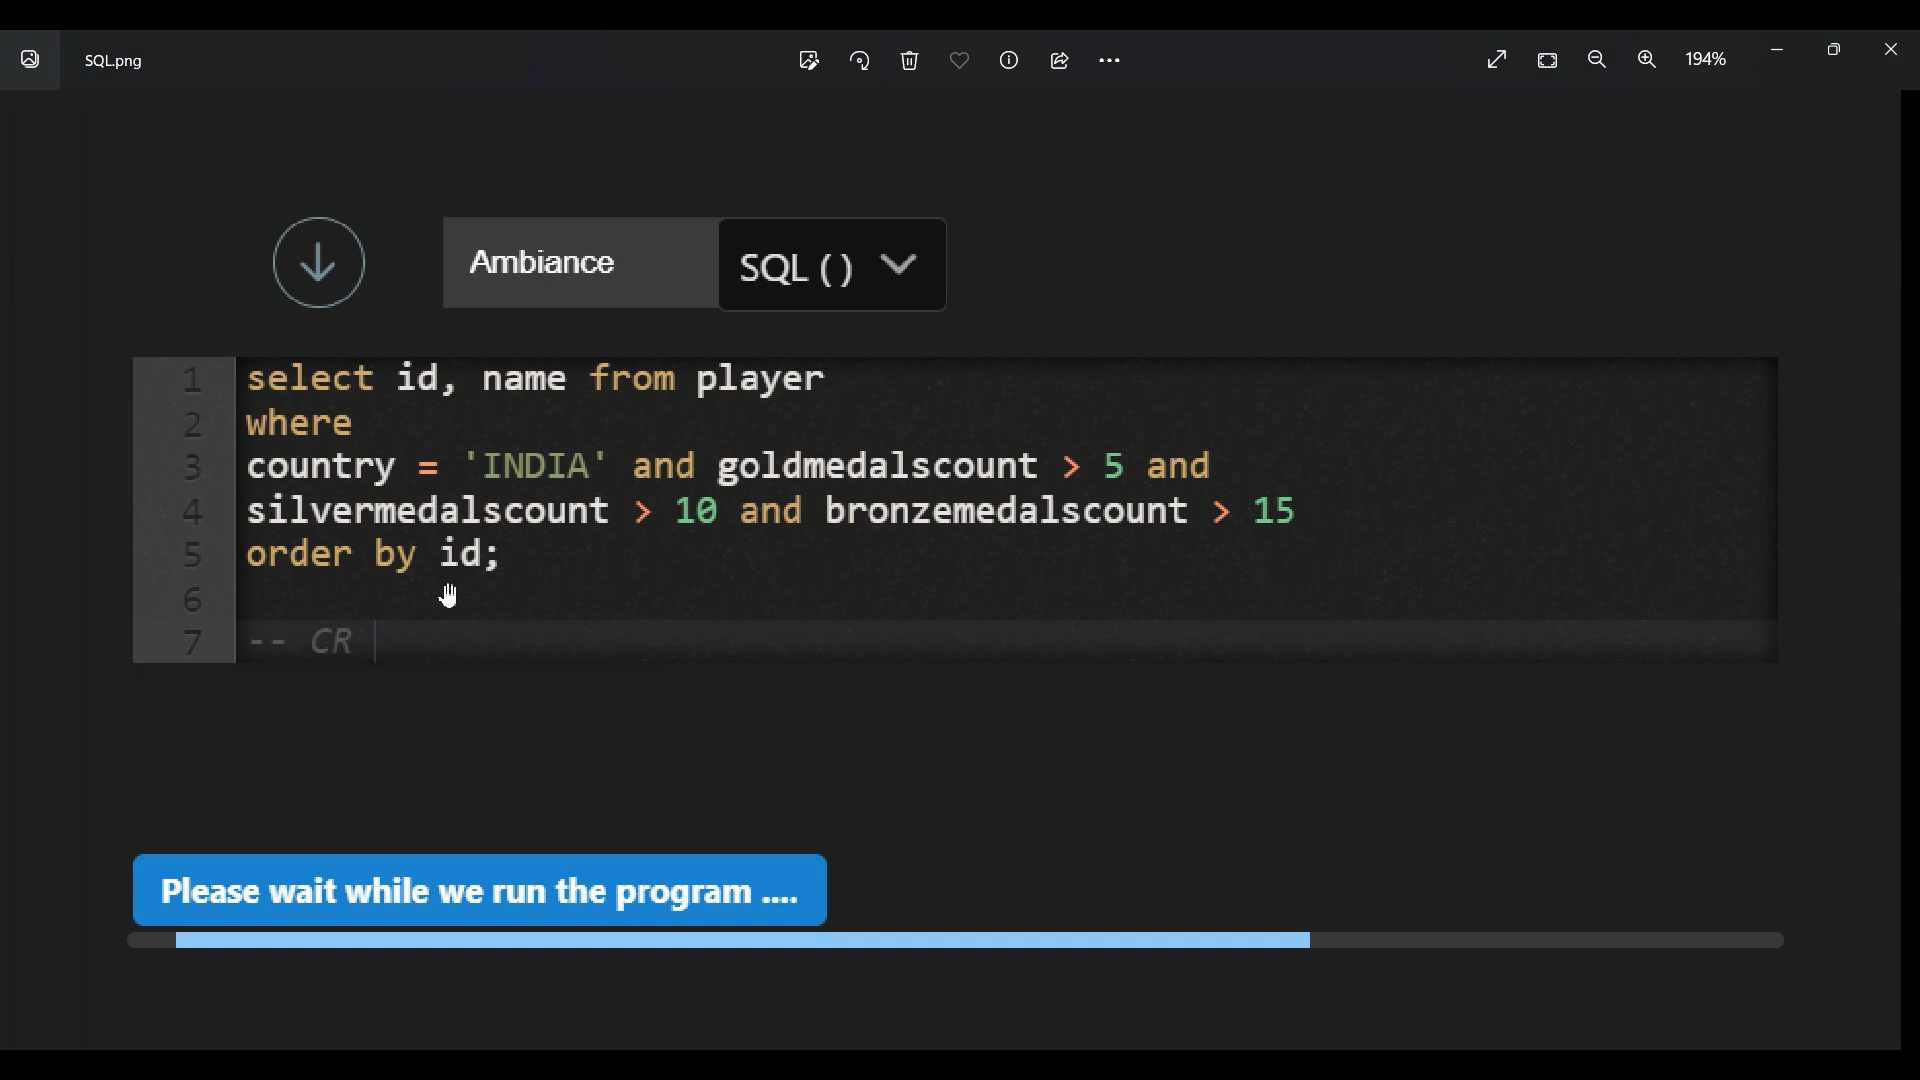 SQL.png
194%
Ambiance
SQL ( )
1 select id, name from player
2 where
3 country = 'INDIA' and goldmedalscount > 5 and
4 silvermedalscount > 10 and bronzemedalscount > 15
5 order by id;
6
7 -- CR
Please wait while we run the program ....